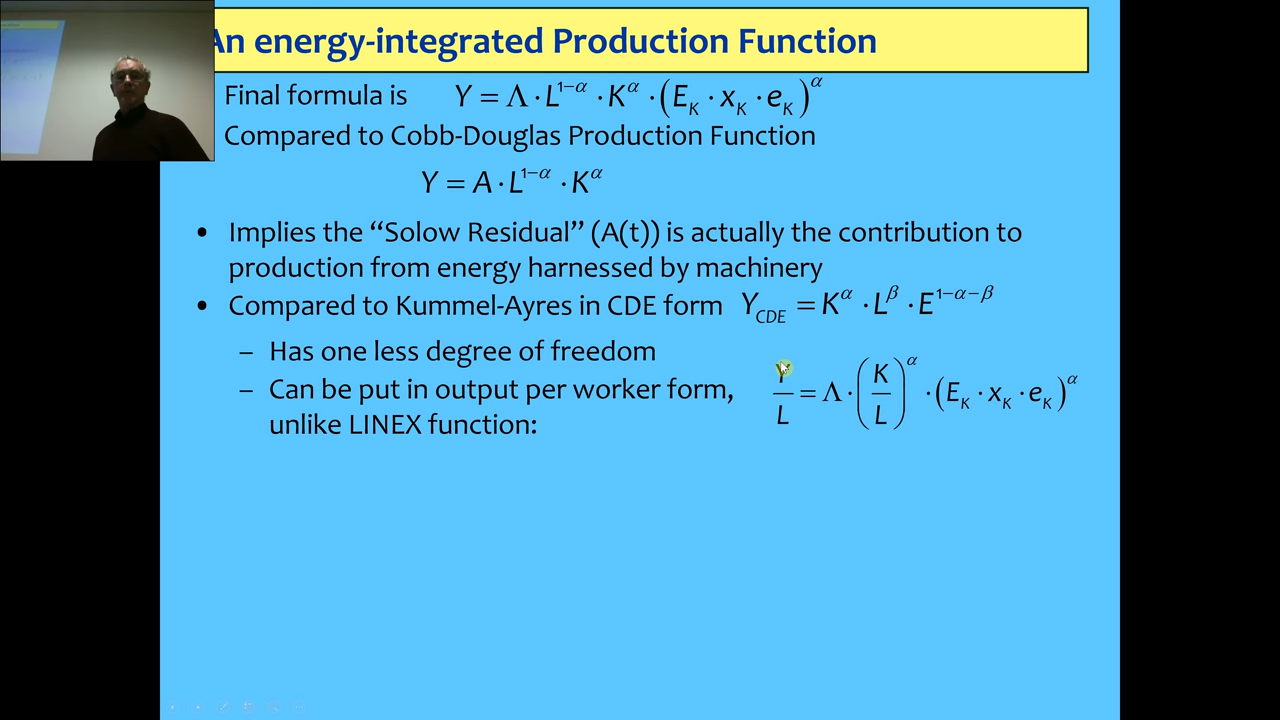 An energy-integrated Production Function
Final formula is Y = Λ · L^{1−α} · K^α · (E_K · x_K · e_K)^α
Compared to Cobb-Douglas Production Function
Y = A · L^{1−α} · K^α
• Implies the “Solow Residual” (A(t)) is actually the contribution to
production from energy harnessed by machinery
• Compared to Kummel-Ayres in CDE form Y_{CDE} = K^α · L^β · E^{1−α−β}
– Has one less degree of freedom
– Can be put in output per worker form, Y/L = Λ · (K/L)^α · (E_K · x_K · e_K)^α
unlike LINEX function: